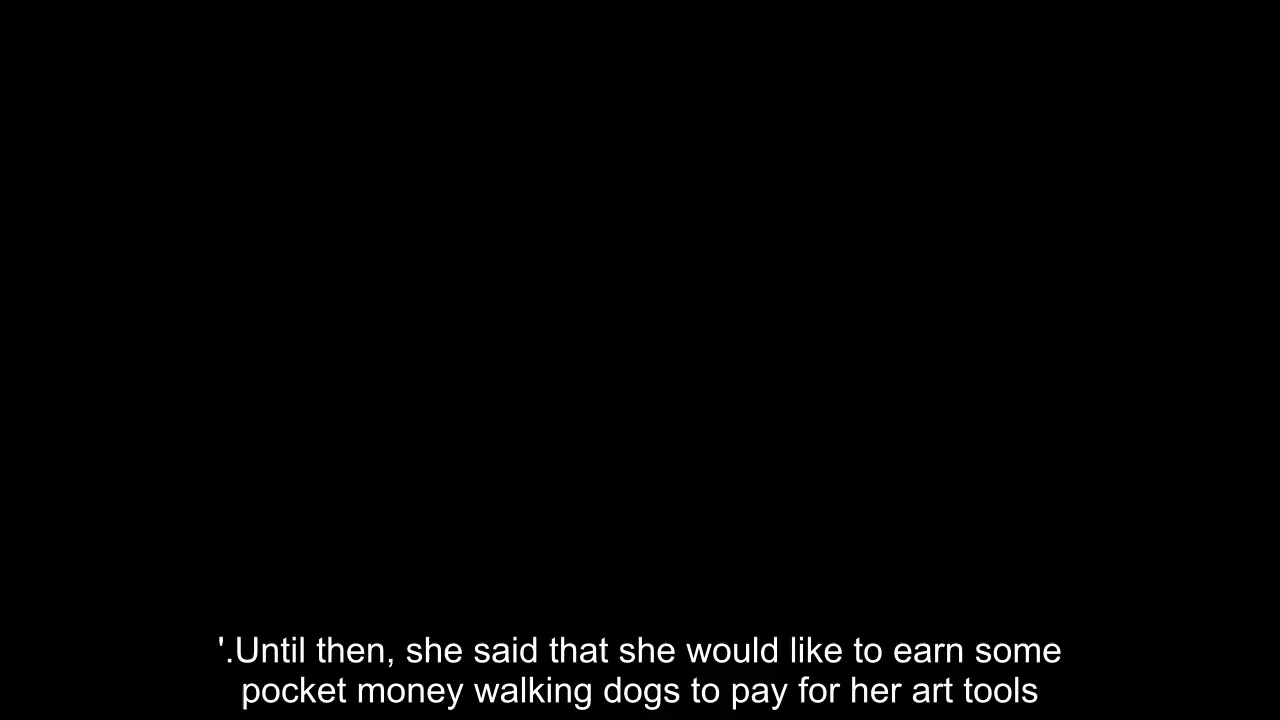 '.Until then, she said that she would like to earn some
pocket money walking dogs to pay for her art tools